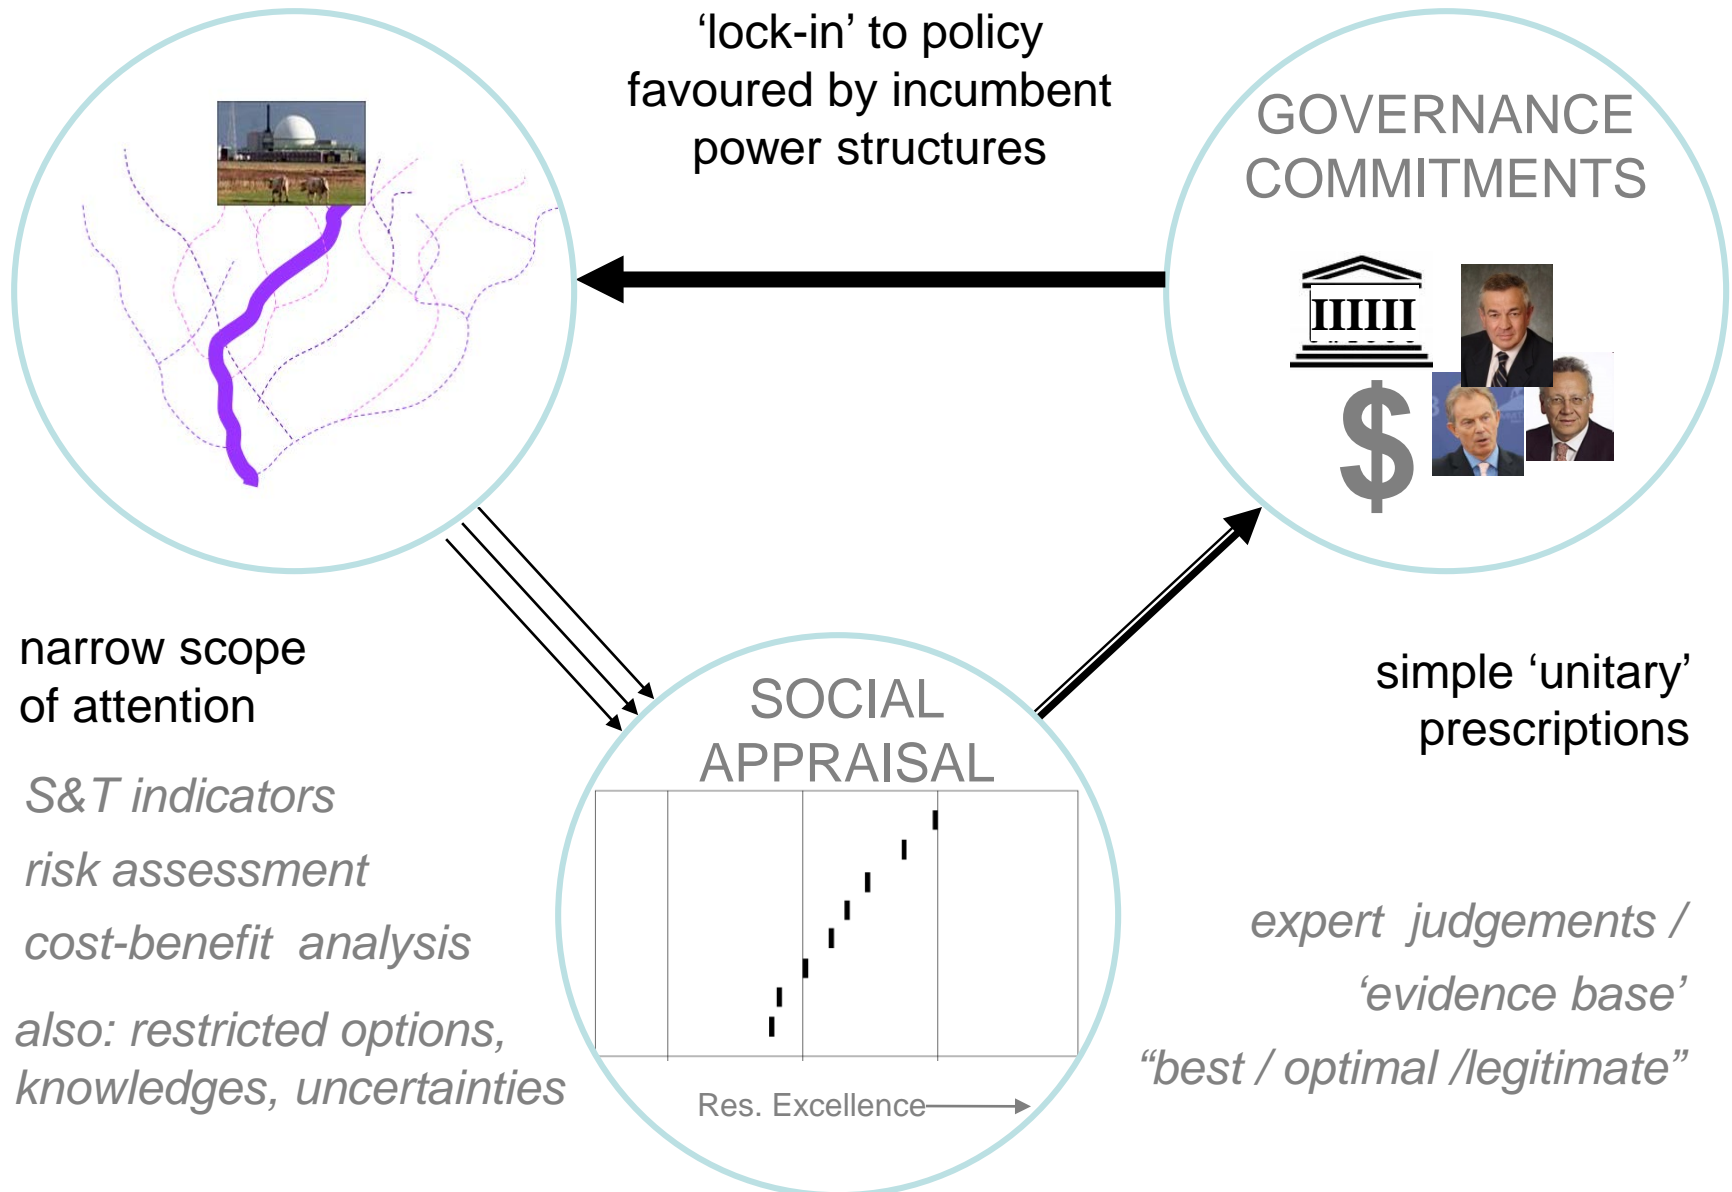 ‘lock-in’ to policy
favoured by incumbent
power structures
GOVERNANCE
COMMITMENTS
$
narrow scope
of attention
S&T indicators
risk assessment
cost-benefit analysis
also: restricted options,
knowledges, uncertainties
SOCIAL
APPRAISAL
Res. Excellence
simple ‘unitary’
prescriptions
expert judgements /
‘evidence base’
“best / optimal /legitimate”